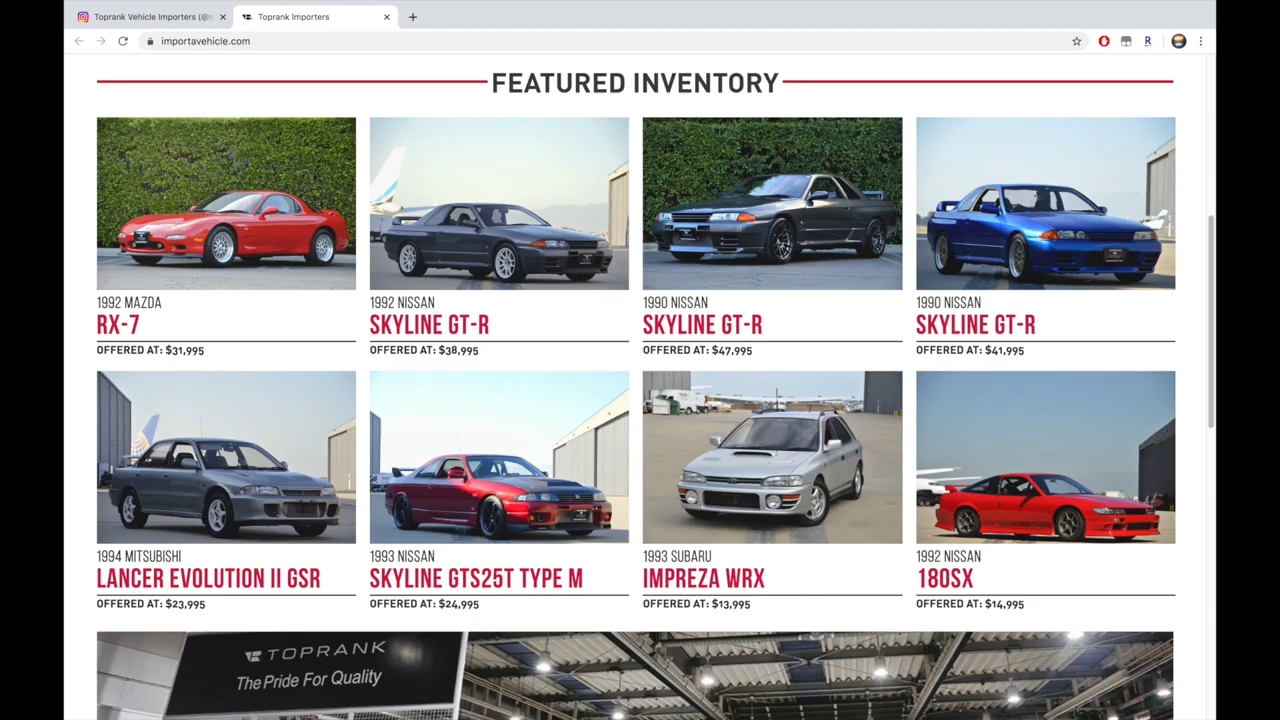 Toprank Vehicle Importers (@t
Toprank Importers
importavehicle.com
R
FEATURED INVENTORY
1992 MAZDA
RX-7
OFFERED AT: $31,995
1992 NISSAN
SKYLINE GT-R
OFFERED AT: $38,995
1990 NISSAN
SKYLINE GT-R
OFFERED AT: $47,995
1990 NISSAN
SKYLINE GT-R
OFFERED AT: $41,995
1994 MITSUBISHI
LANCER EVOLUTION II GSR
OFFERED AT: $23,995
1993 NISSAN
SKYLINE GTS25T TYPE M
OFFERED AT: $24,995
1993 SUBARU
IMPREZA WRX
OFFERED AT: $13,995
1992 NISSAN
180SX
OFFERED AT: $14,995
TOPRANK
The Pride For Quality